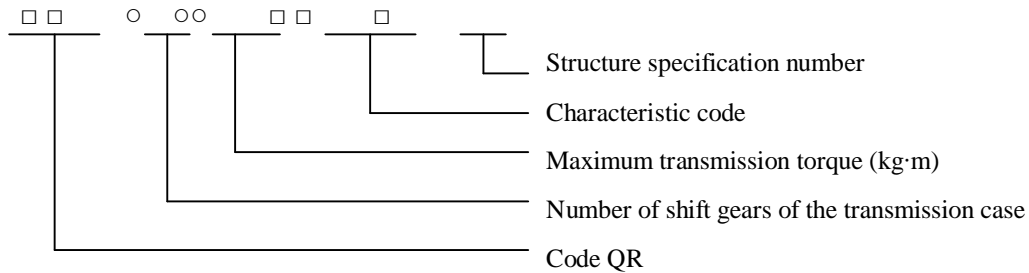 □ □ ○ ○○ □ □ □
Structure specification number
Characteristic code
Maximum transmission torque (kg·m)
Number of shift gears of the transmission case
Code QR